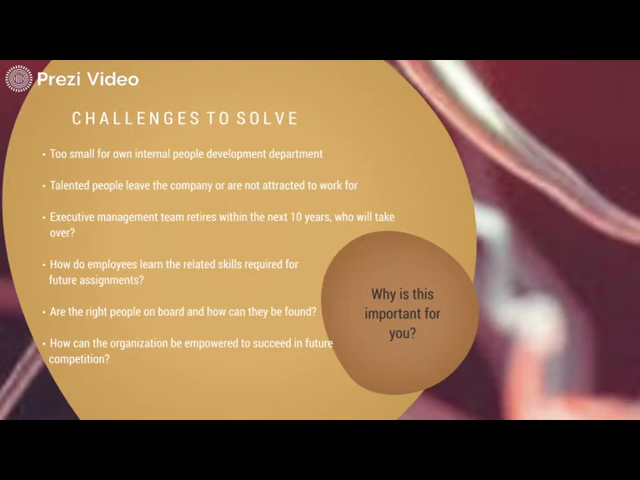 Prezi Video
CHALLENGES TO SOLVE
• Too small for own internal people development department
• Talented people leave the company or are not attracted to work for
• Executive management team retires within the next 10 years, who will take
over?
• How do employees learn the related skills required for
future assignments?
• Are the right people on board and how can they be found?
• How can the organization be empowered to succeed in future
competition?
Why is this
important for
you?